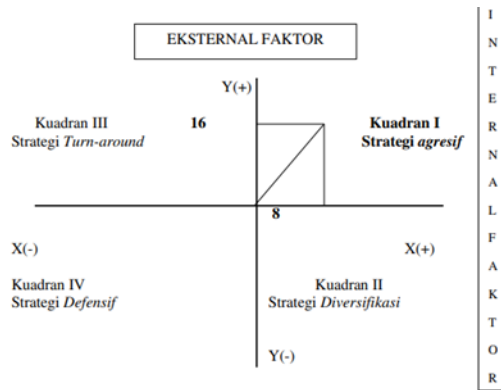 EKSTERNAL FAKTOR
Y(+)
Kuadran III
Strategi Turn-around
16
Kuadran I
Strategi agresif
8
X(-)
X(+)
Kuadran IV
Strategi Defensif
Kuadran II
Strategi Diversifikasi
Y(-)
I
N
T
E
R
N
A
L
F
A
K
T
O
R